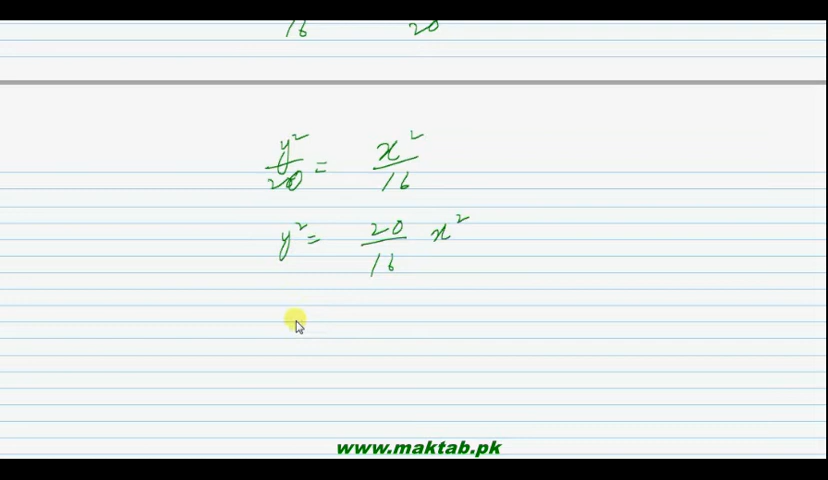 16 20
y²/20 = x²/16
y² = 20/16 x²
www.maktab.pk